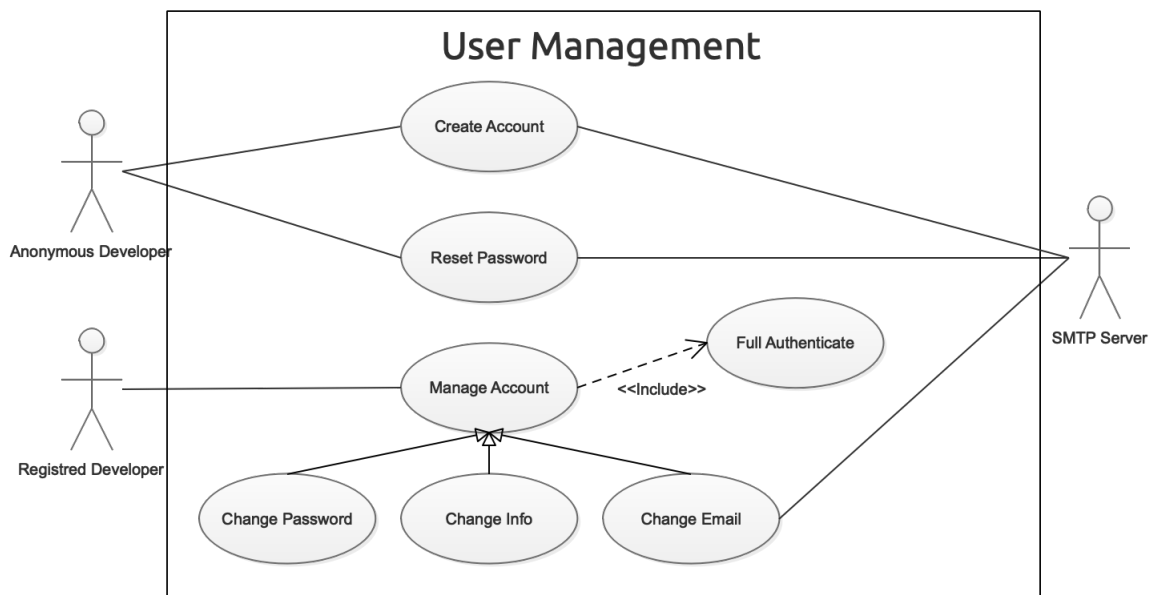 User Management
Create Account
Anonymous Developer
Reset Password
SMTP Server
Full Authenticate
Manage Account
<<Include>>
Registred Developer
Change Password
Change Info
Change Email